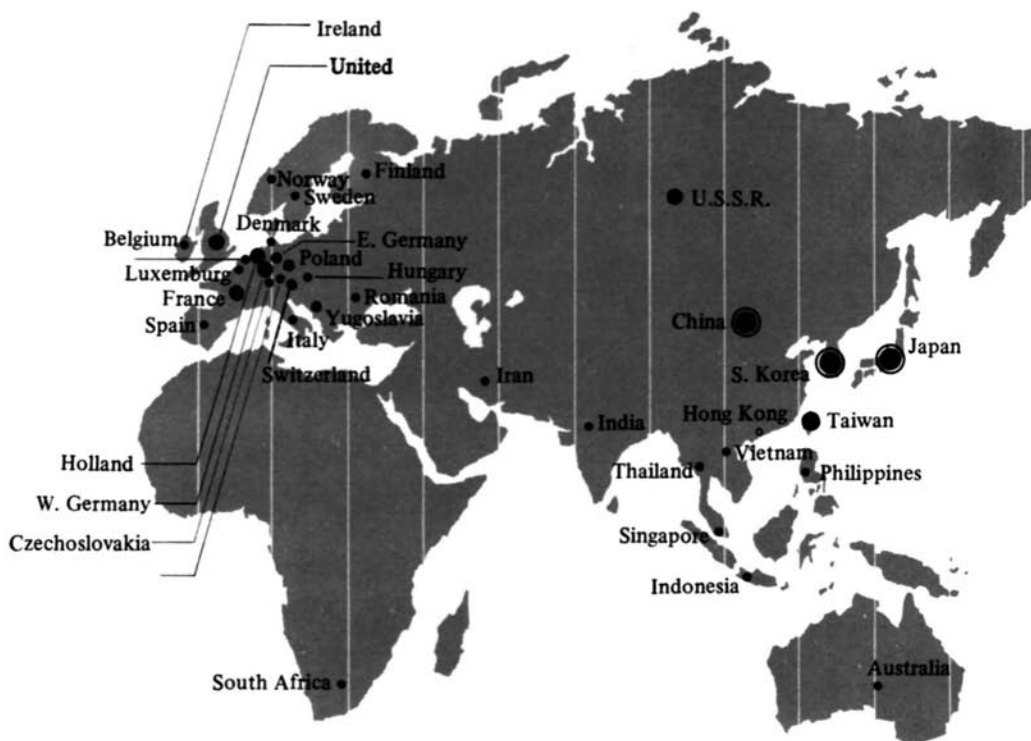 Ireland
United
Norway
Finland
Sweden
U.S.S.R.
Belgium
Denmark
E. Germany
Luxemburg
Poland
Hungary
France
Romania
Spain
Yugoslavia
Italy
Switzerland
China
Japan
S. Korea
Iran
India
Hong Kong
Taiwan
Vietnam
Thailand
Philippines
Holland
W. Germany
Czechoslovakia
Singapore
Indonesia
South Africa
Australia